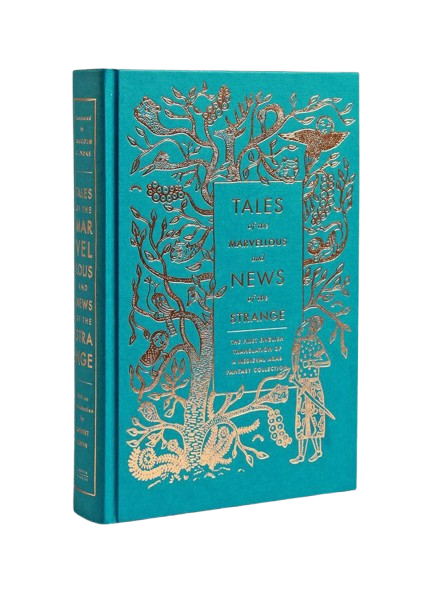 TALES
of the
MARVELLOUS and
NEWS
of the
STRANGE
THE FIRST ENGLISH
TRANSLATION OF
A MEDIEVAL ARAB
FANTASY COLLECTION
TALES
OF THE
MAR
VEL
LOUS
AND
NEWS
OF THE
STRA
NGE